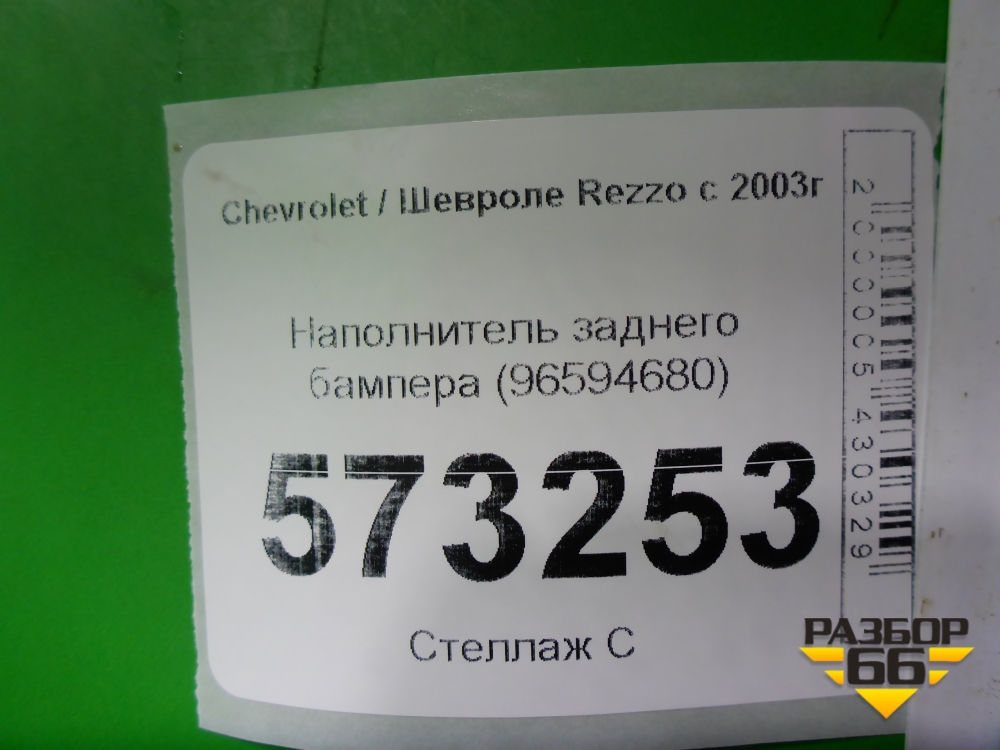 Chevrolet / Шевроле Rezzo с 2003г
Наполнитель заднего
бампера (96594680)
573253
Стеллаж С
2000005430329
РАЗБОР
66